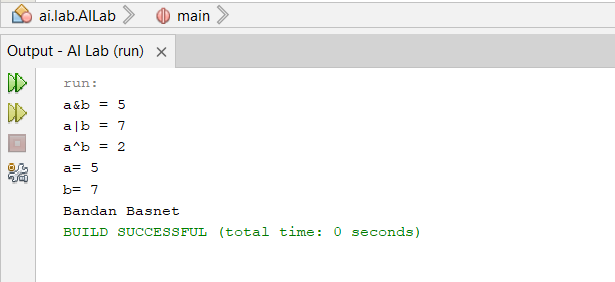 ai.lab.AILab main
Output - AI Lab (run) ×
run:
a&b = 5
a|b = 7
a^b = 2
a= 5
b= 7
Bandan Basnet
BUILD SUCCESSFUL (total time: 0 seconds)